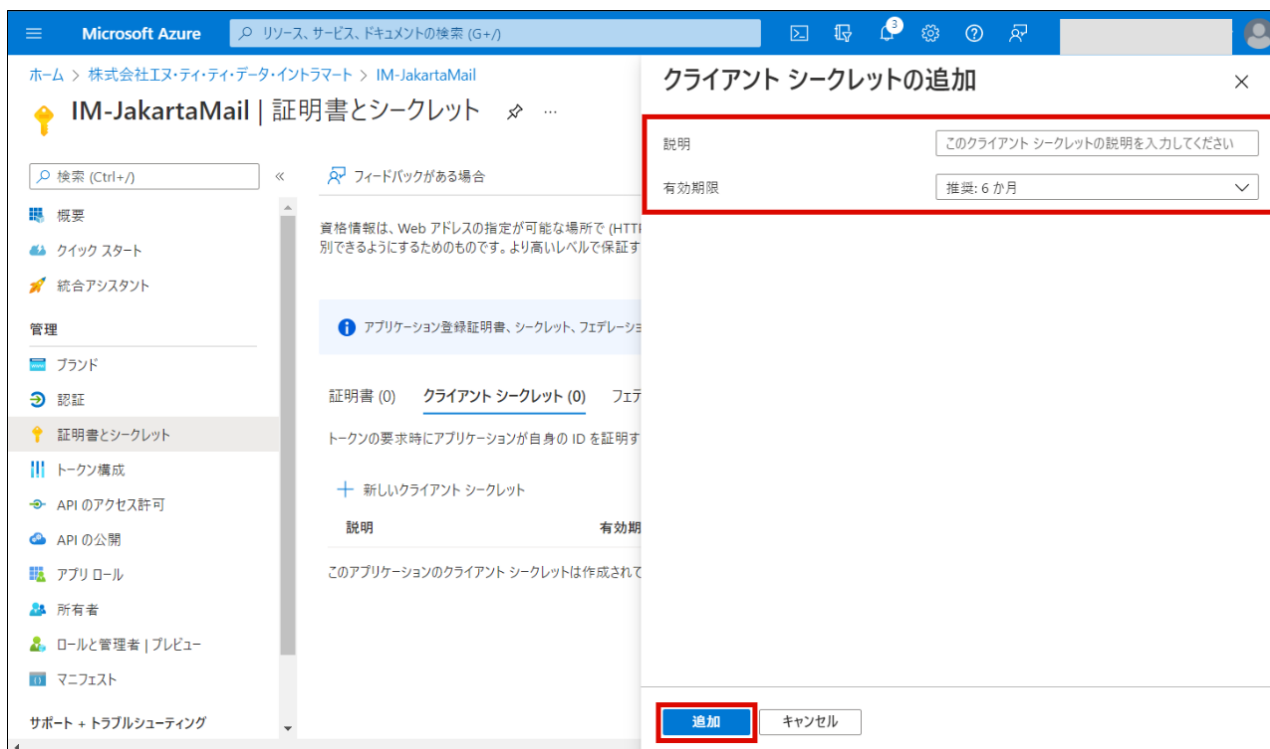 Microsoft Azure
リソース、サービス、ドキュメントの検索 (G+/)
3
ホーム > 株式会社エヌ・ティ・ティ・データ・イントラマート > IM-JakartaMail
IM-JakartaMail | 証明書とシークレット
検索 (Ctrl+/)
概要
クイック スタート
統合アシスタント
管理
ブランド
認証
証明書とシークレット
トークン構成
API のアクセス許可
API の公開
アプリ ロール
所有者
ロールと管理者 | プレビュー
マニフェスト
サポート + トラブルシューティング
フィードバックがある場合
資格情報は、Web アドレスの指定が可能な場所で (HTT
別できるようにするためのものです。より高いレベルで保証す
アプリケーション登録証明書、シークレット、フェデレーショ
証明書 (0) クライアント シークレット (0) フェデ
トークンの要求時にアプリケーションが自身の ID を証明す
新しいクライアント シークレット
説明 有効期
このアプリケーションのクライアント シークレットは作成されて
クライアント シークレットの追加
説明 このクライアント シークレットの説明を入力してください
有効期限 推奨: 6 か月
追加 キャンセル